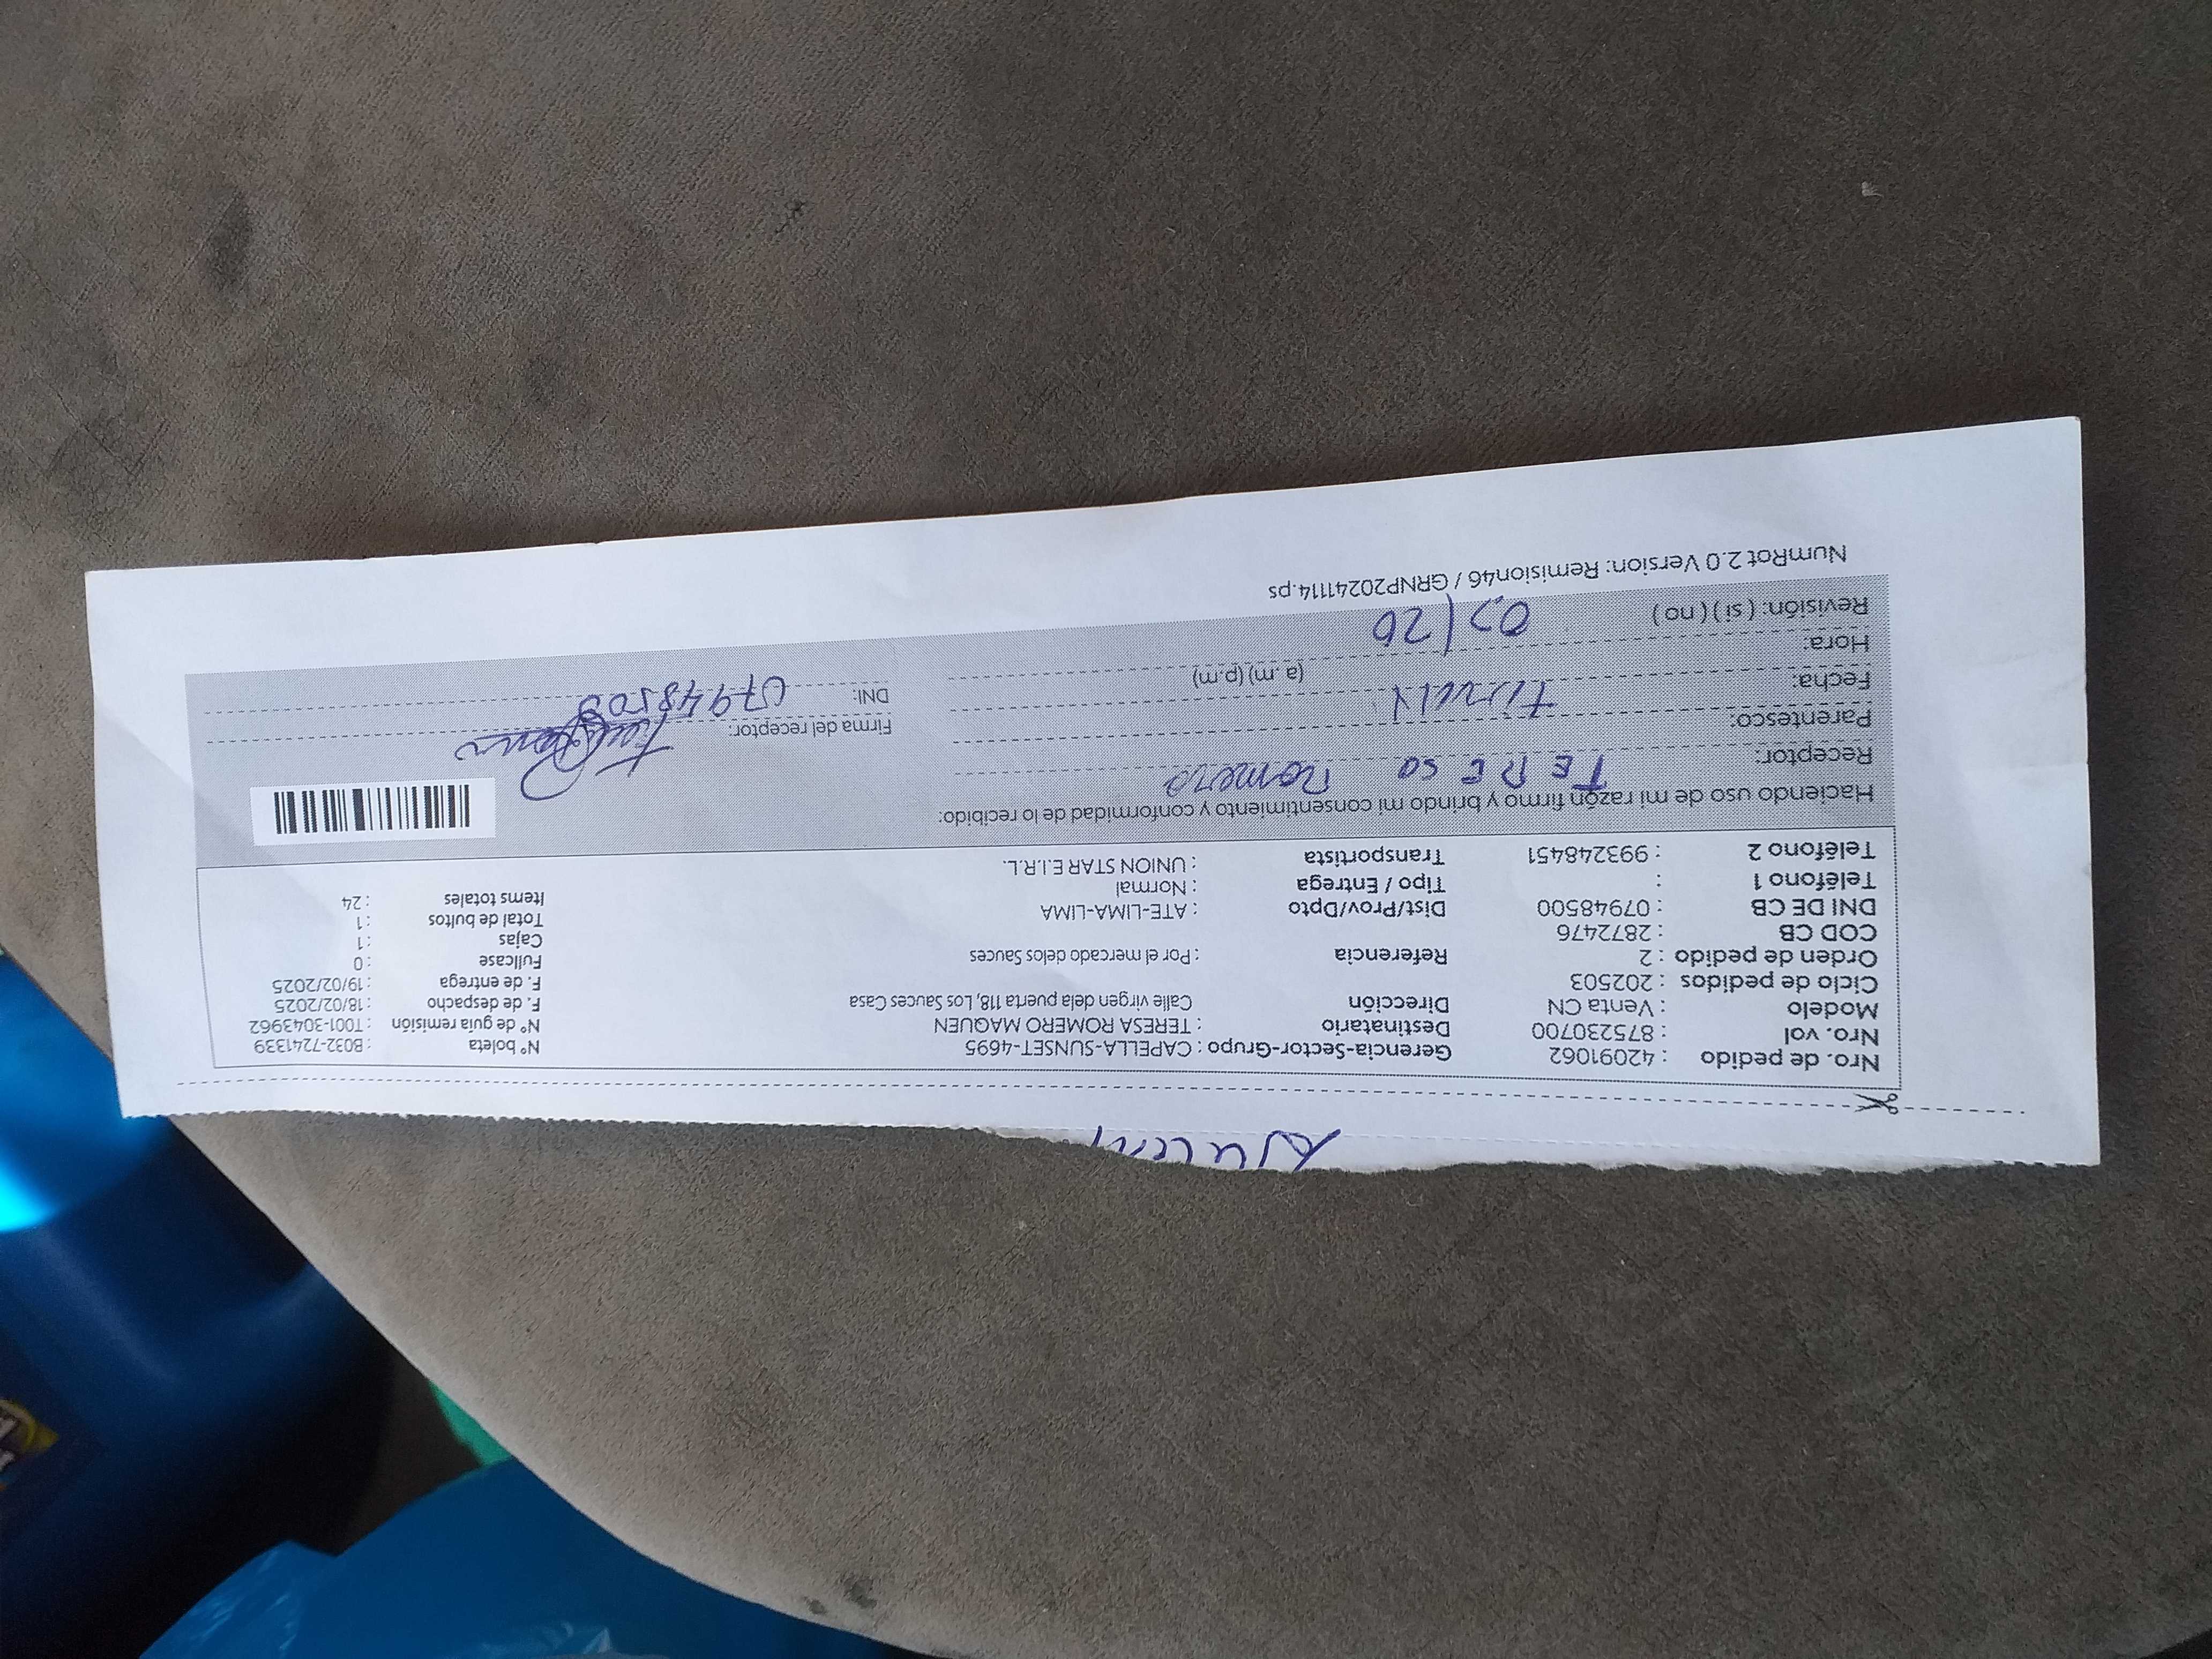 Nro. de pedido : 42091062 Gerencia-Sector-Grupo : CAPELLA-SUNSET-4695 N° boleta : B032-7241339
Nro. vol : 875230700 Destinatario : TERESA ROMERO MAQUEN N° de guía remisión : T001-3043962
Modelo : Venta CN Dirección Calle virgen dela puerta 118, Los Sauces Casa F. de despacho : 18/02/2025
Ciclo de pedidos : 202503 F. de entrega : 19/02/2025
Orden de pedido : 2 Referencia : Por el mercado delos Sauces Fullcase : 0
COD CB : 2872476 Cajas : 1
DNI DE CB : 07948500 Dist/Prov/Dpto : ATE-LIMA-LIMA Total de bultos : 1
Teléfono 1 : Tipo / Entrega : Normal Items totales : 24
Teléfono 2 : 993248451 Transportista : UNION STAR E.I.R.L.
Haciendo uso de mi razón firmo y brindo mi consentimiento y conformidad de lo recibido:
Receptor: TERESA Romero
Parentesco: Firma del receptor:
Fecha: DNI: 07948500
Hora: (a.m) (p.m)
Revisión: ( si ) ( no )
NumRot 2.0 Version: Remision46 / GRNP20241114.ps